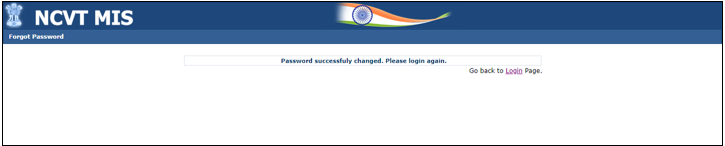 NCVT MIS
Forgot Password
Password successfuly changed. Please login again.
Go back to Login Page.